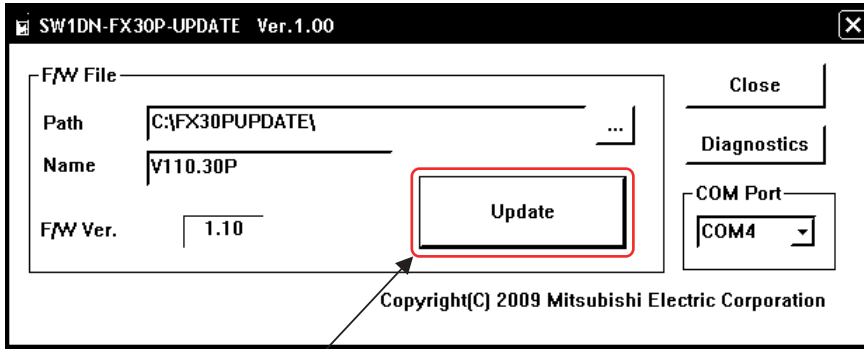 SW1DN-FX30P-UPDATE Ver.1.00
F/W File
Path C:\FX30PUPDATE\ ...
Name V110.30P
F/W Ver. 1.10
Update
Close
Diagnostics
COM Port
COM4
Copyright(C) 2009 Mitsubishi Electric Corporation